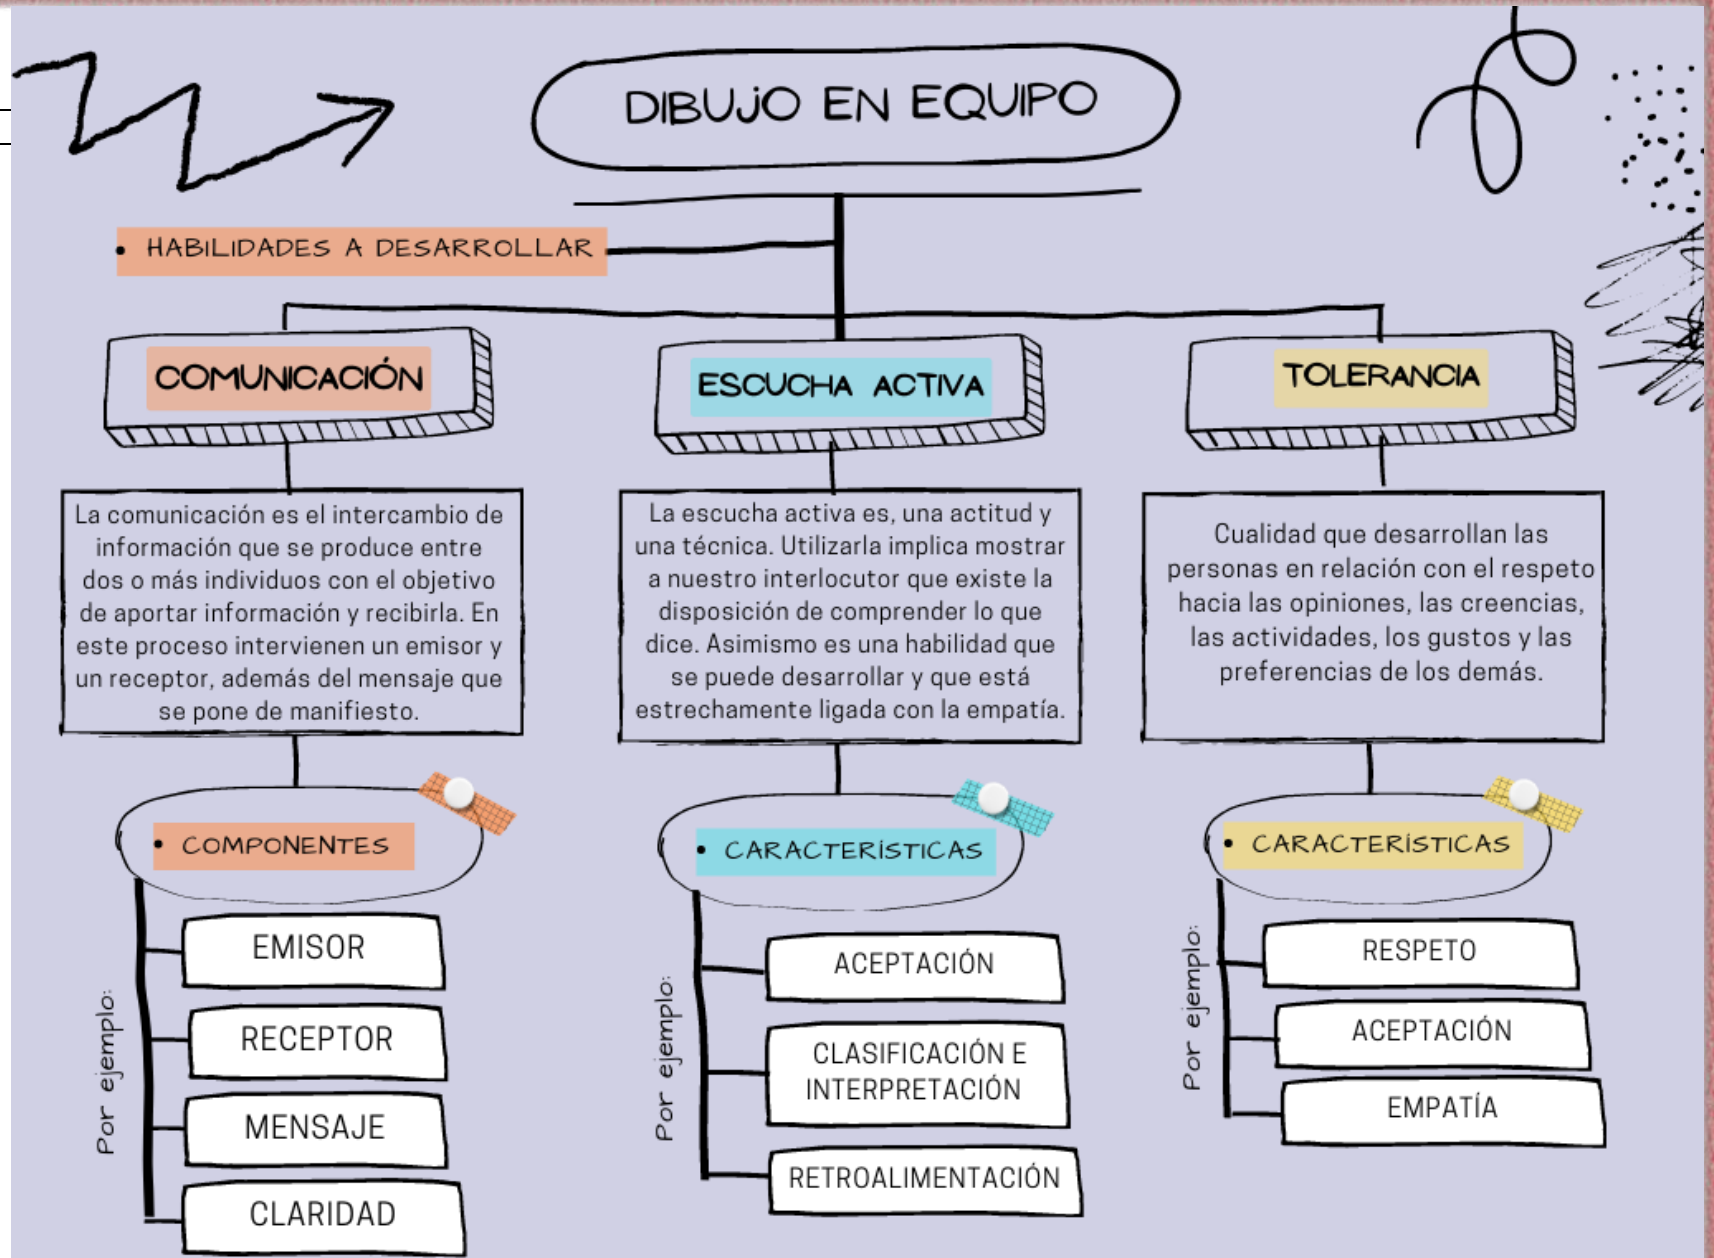 DIBUJO EN EQUIPO
• HABILIDADES A DESARROLLAR
COMUNICACIÓN
La comunicación es el intercambio de
información que se produce entre
dos o más individuos con el objetivo
de aportar información y recibirla. En
este proceso intervienen un emisor y
un receptor, además del mensaje que
se pone de manifiesto.
• COMPONENTES
Por ejemplo:
EMISOR
RECEPTOR
MENSAJE
CLARIDAD
ESCUCHA ACTIVA
La escucha activa es, una actitud y
una técnica. Utilizarla implica mostrar
a nuestro interlocutor que existe la
disposición de comprender lo que
dice. Asimismo es una habilidad que
se puede desarrollar y que está
estrechamente ligada con la empatía.
• CARACTERÍSTICAS
Por ejemplo:
ACEPTACIÓN
CLASIFICACIÓN E
INTERPRETACIÓN
RETROALIMENTACIÓN
TOLERANCIA
Cualidad que desarrollan las
personas en relación con el respeto
hacia las opiniones, las creencias,
las actividades, los gustos y las
preferencias de los demás.
• CARACTERÍSTICAS
Por ejemplo:
RESPETO
ACEPTACIÓN
EMPATÍA